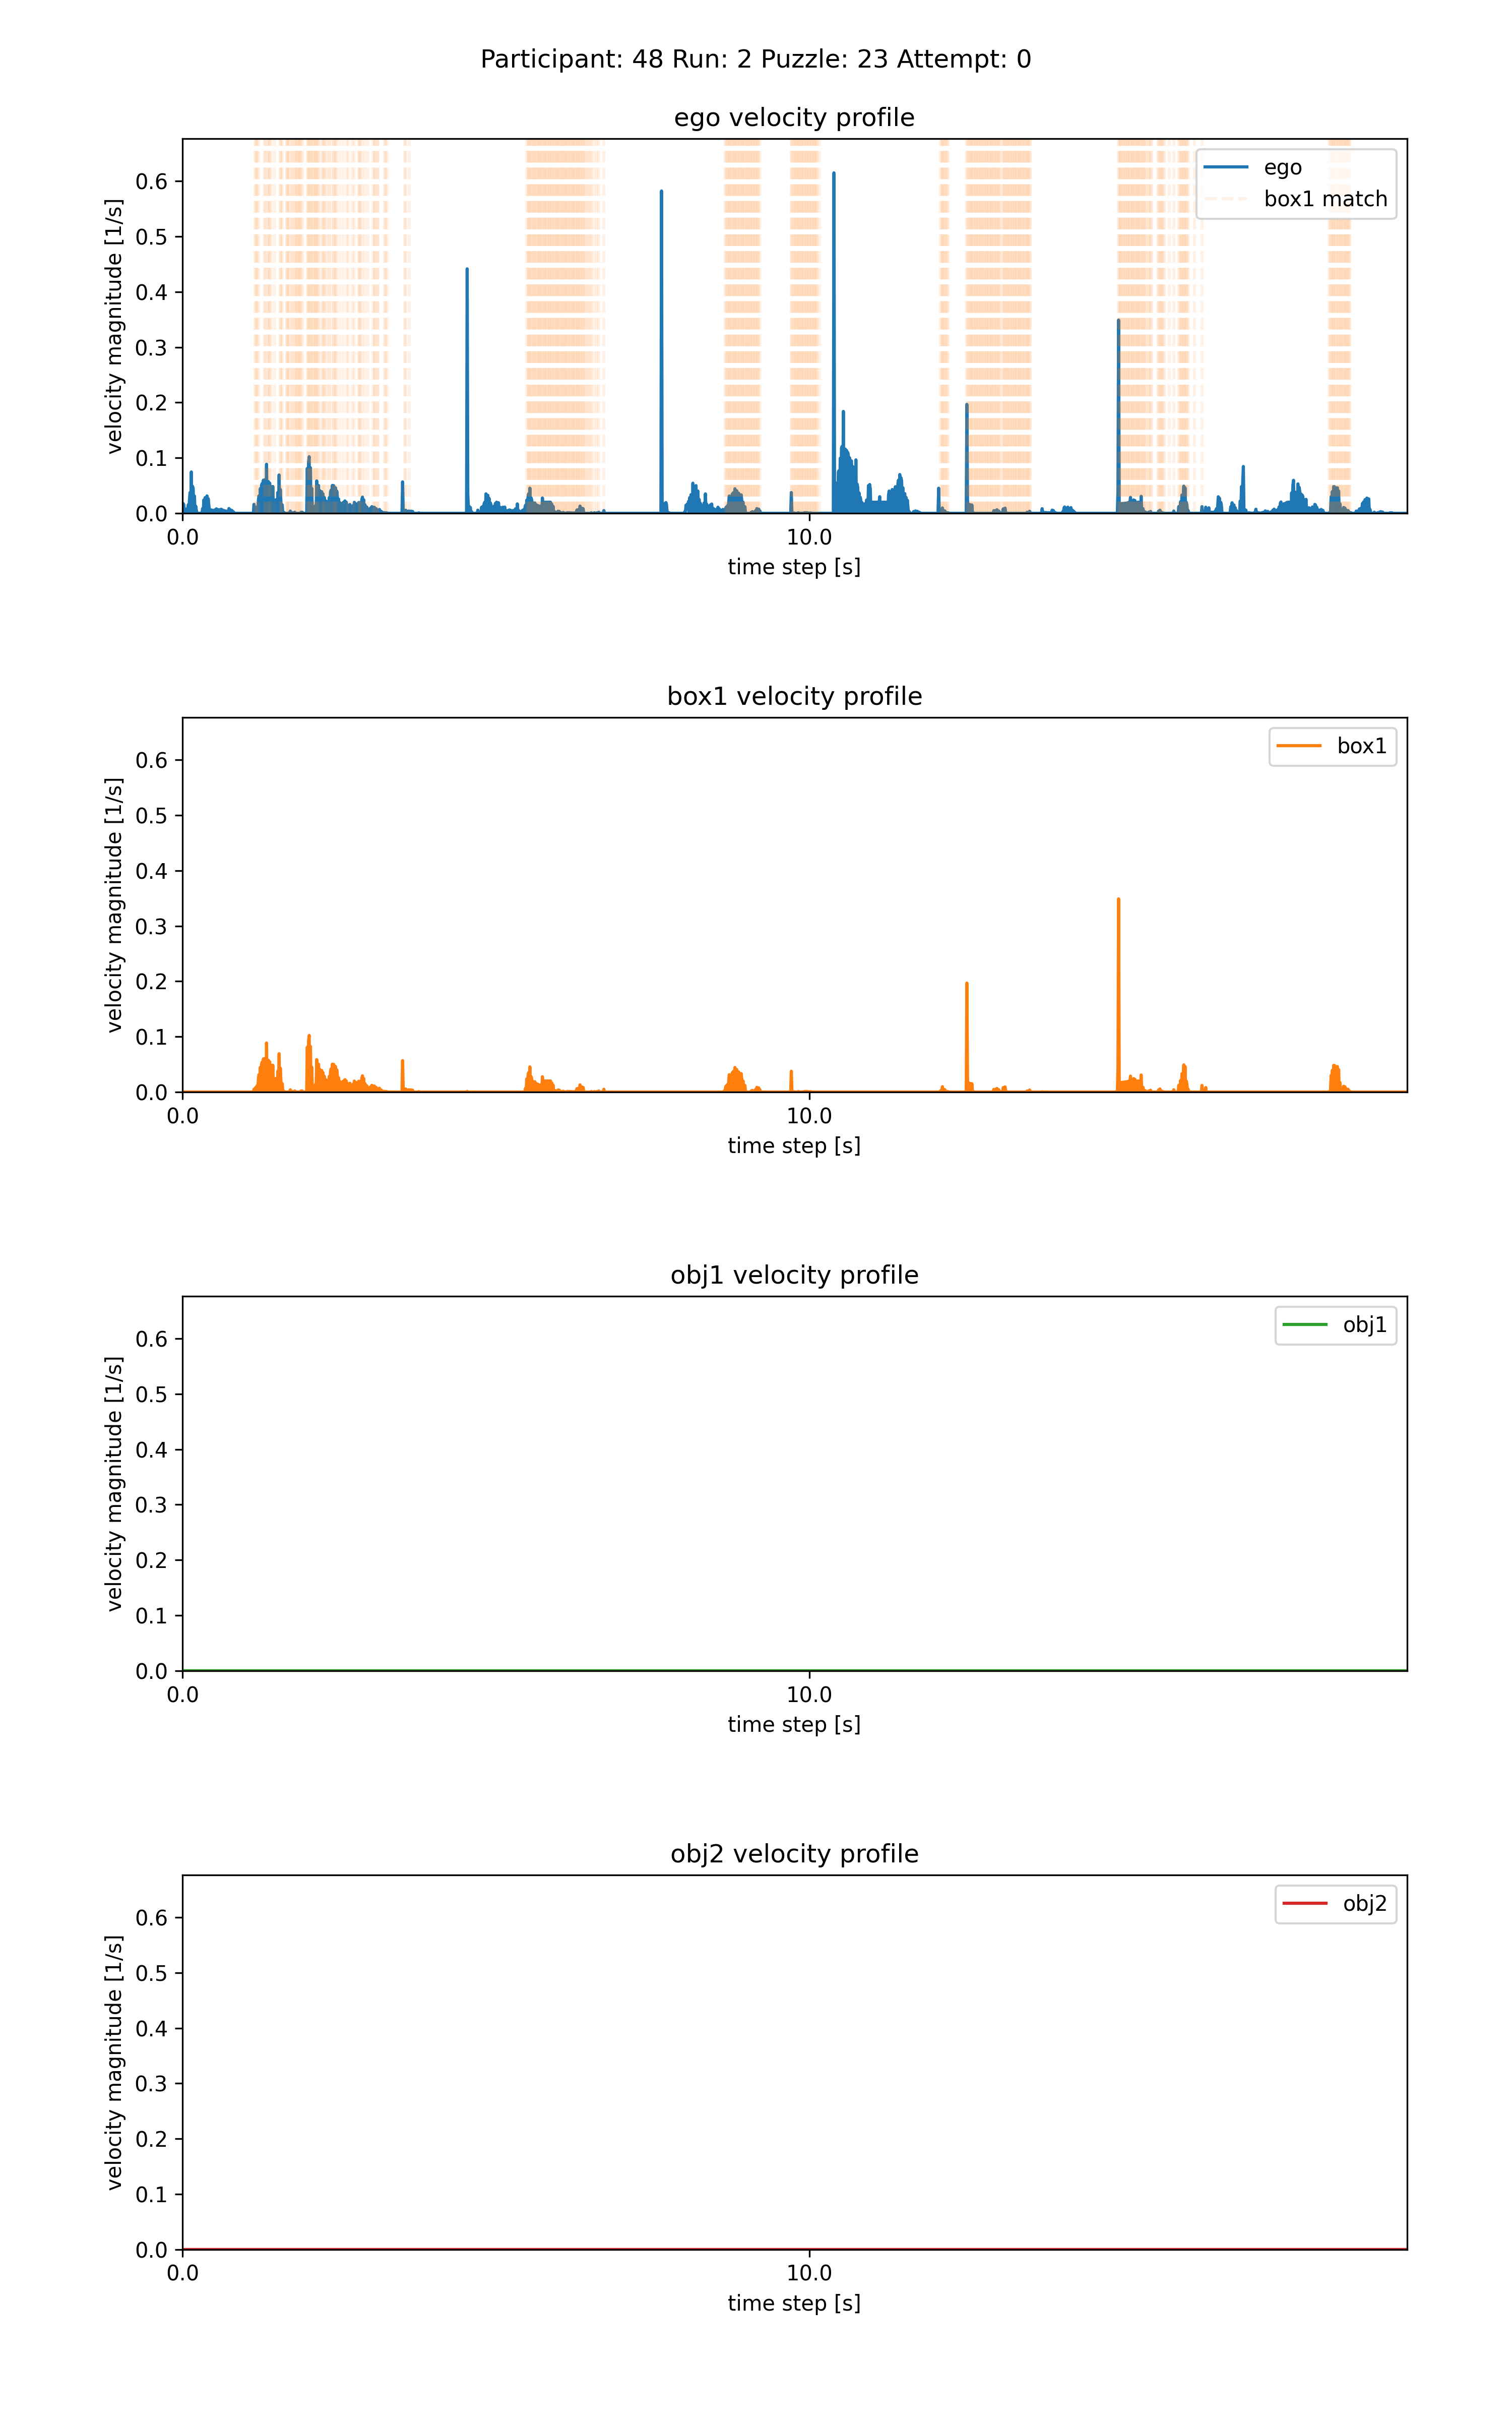 Participant: 48 Run: 2 Puzzle: 23 Attempt: 0
ego velocity profile
velocity magnitude [1/s]
0.6
0.5
0.4
0.3
0.2
0.1
0.0
ego
box1 match
0.0
10.0
time step [s]
box1 velocity profile
velocity magnitude [1/s]
0.6
0.5
0.4
0.3
0.2
0.1
0.0
box1
0.0
10.0
time step [s]
obj1 velocity profile
velocity magnitude [1/s]
0.6
0.5
0.4
0.3
0.2
0.1
0.0
obj1
0.0
10.0
time step [s]
obj2 velocity profile
velocity magnitude [1/s]
0.6
0.5
0.4
0.3
0.2
0.1
0.0
obj2
0.0
10.0
time step [s]